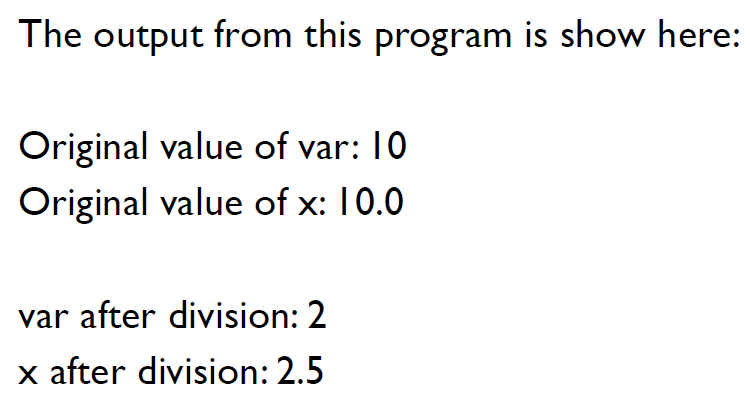 The output from this program is show here:
Original value of var: 10
Original value of x: 10.0
var after division: 2
x after division: 2.5